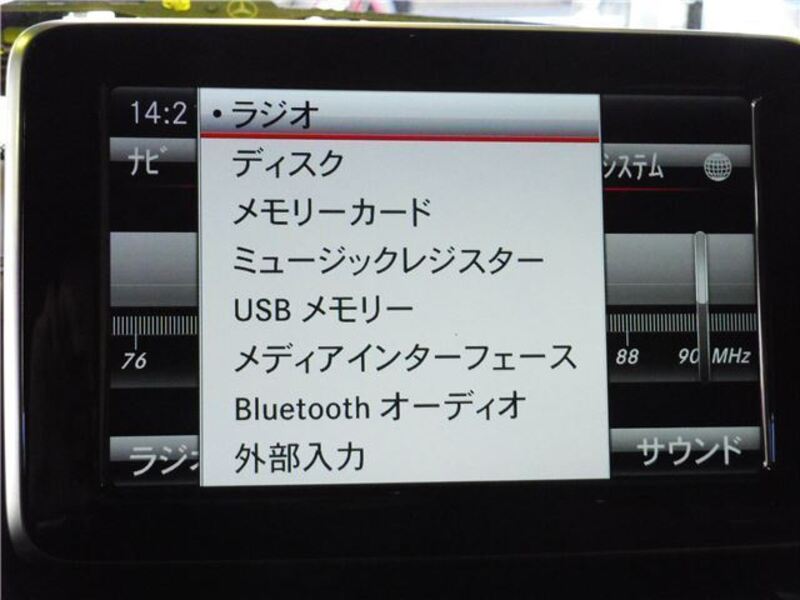 14:2
ナビ
システム
• ラジオ
ディスク
メモリーカード
ミュージックレジスター
USB メモリー
メディアインターフェース
Bluetooth オーディオ
外部入力
76
88
90 MHz
ラジオ
サウンド